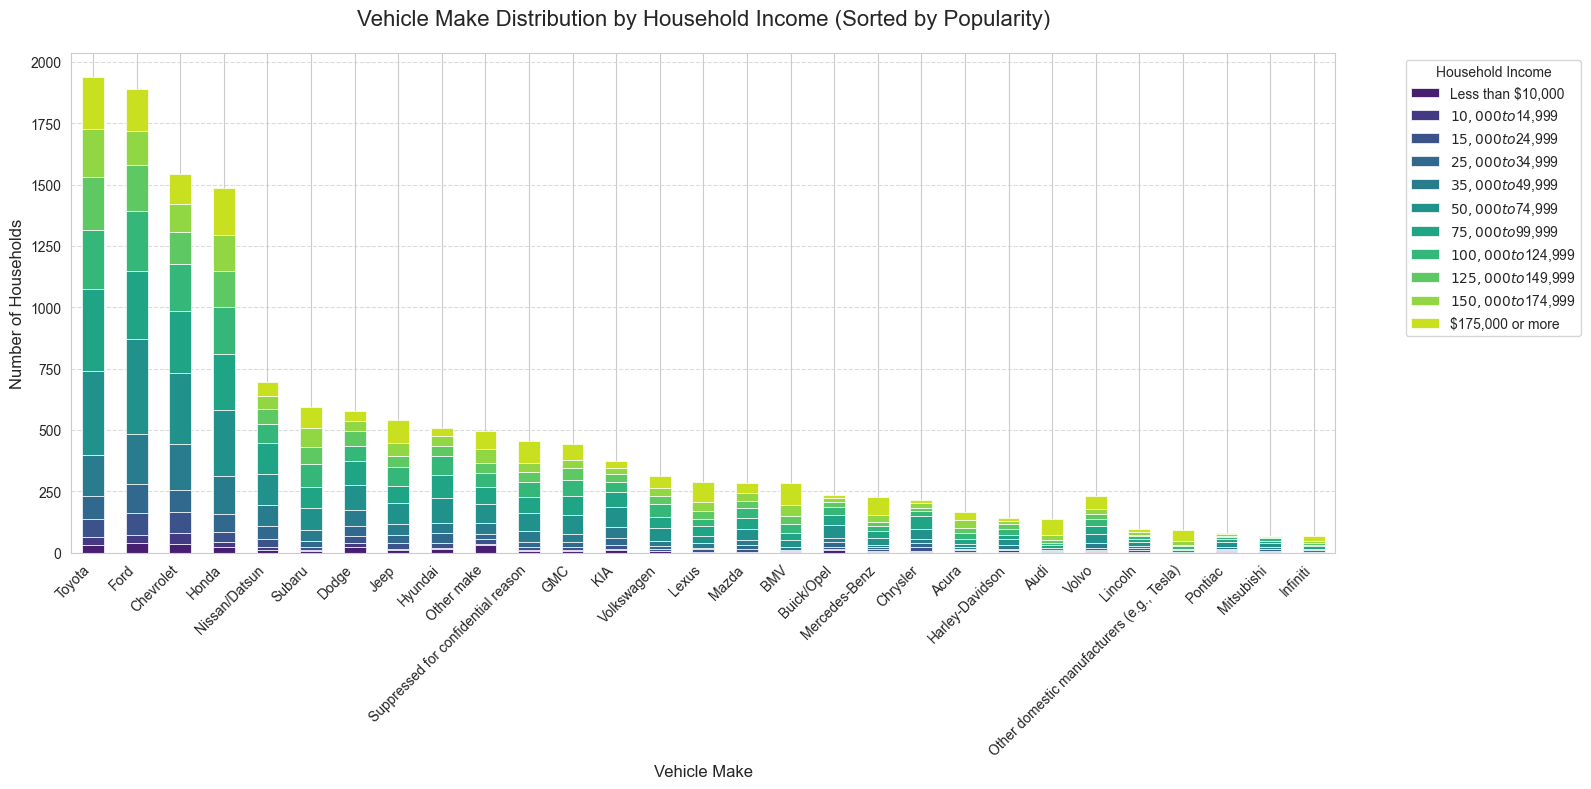 Vehicle Make Distribution by Household Income (Sorted by Popularity)
Number of Households
2000
1750
1500
1250
1000
750
500
250
0
Toyota
Ford
Chevrolet
Honda
Nissan/Datsun
Subaru
Dodge
Jeep
Hyundai
Other make
Suppressed for confidential reason
GMC
KIA
Volkswagen
Lexus
Mazda
BMV
Buick/Opel
Mercedes-Benz
Chrysler
Acura
Harley-Davidson
Audi
Volvo
Lincoln
Other domestic manufacturers (e.g., Tesla)
Pontiac
Mitsubishi
Infiniti
Vehicle Make
Household Income
Less than $10,000
10,000to14,999
15,000to24,999
25,000to34,999
35,000to49,999
50,000to74,999
75,000to99,999
100,000to124,999
125,000to149,999
150,000to174,999
$175,000 or more